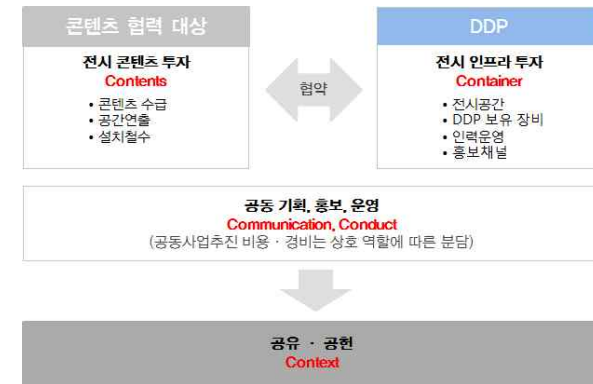 콘텐츠 협력 대상
전시 콘텐츠 투자
Contents
• 콘텐츠 수급
• 공간연출
• 설치철수
협약
DDP
전시 인프라 투자
Container
• 전시공간
• DDP 보유 장비
• 인력운영
• 홍보채널
공동 기획, 홍보, 운영
Communication, Conduct
(공동사업추진 비용 · 경비는 상호 역할에 따른 분담)
공유 · 공헌
Context